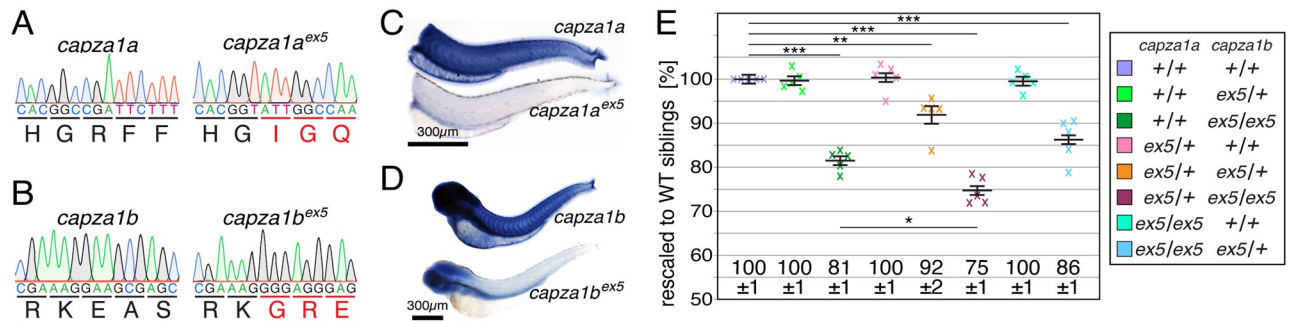 A
capza1a
capza1a^ex5
CACGGCCGATTCTTT
CACGGTATTGGCCAA
H G R F F
H G I G Q
B
capza1b
capza1b^ex5
CGAAAGGAAGCGAGC
CGAAAGGGGAGGGAG
R K E A S
R K G R E
C
capza1a
capza1a^ex5
300µm
D
capza1b
capza1b^ex5
300µm
E
rescaled to WT siblings [%]
100
90
80
70
60
50
***
***
**
***
*
100 100 81 100 92 75 100 86
±1 ±1 ±1 ±1 ±2 ±1 ±1 ±1
capza1a capza1b
+/+ +/+
+/+ ex5/+
+/+ ex5/ex5
ex5/+ +/+
ex5/+ ex5/+
ex5/+ ex5/ex5
ex5/ex5 +/+
ex5/ex5 ex5/+